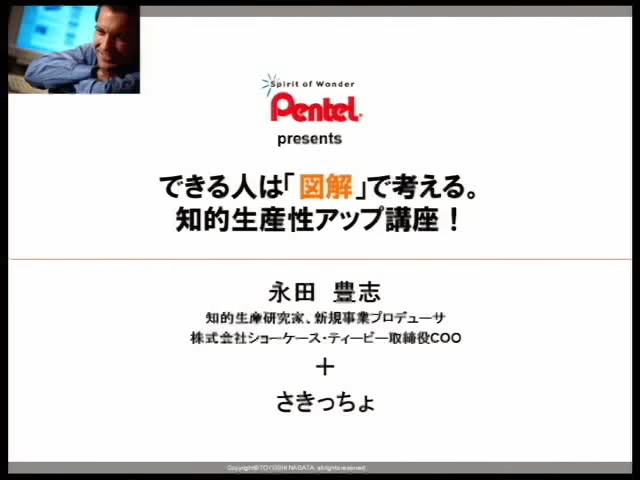 Spirit of Wonder
Pentel
presents
できる人は「図解」で考える。
知的生産性アップ講座！
永田 豊志
知的生産研究家、新規事業プロデューサ
株式会社ショーケース・ティービー取締役COO
＋
さきっちょ
Copyright© TOYOSHI NAGATA. all rights reserved.